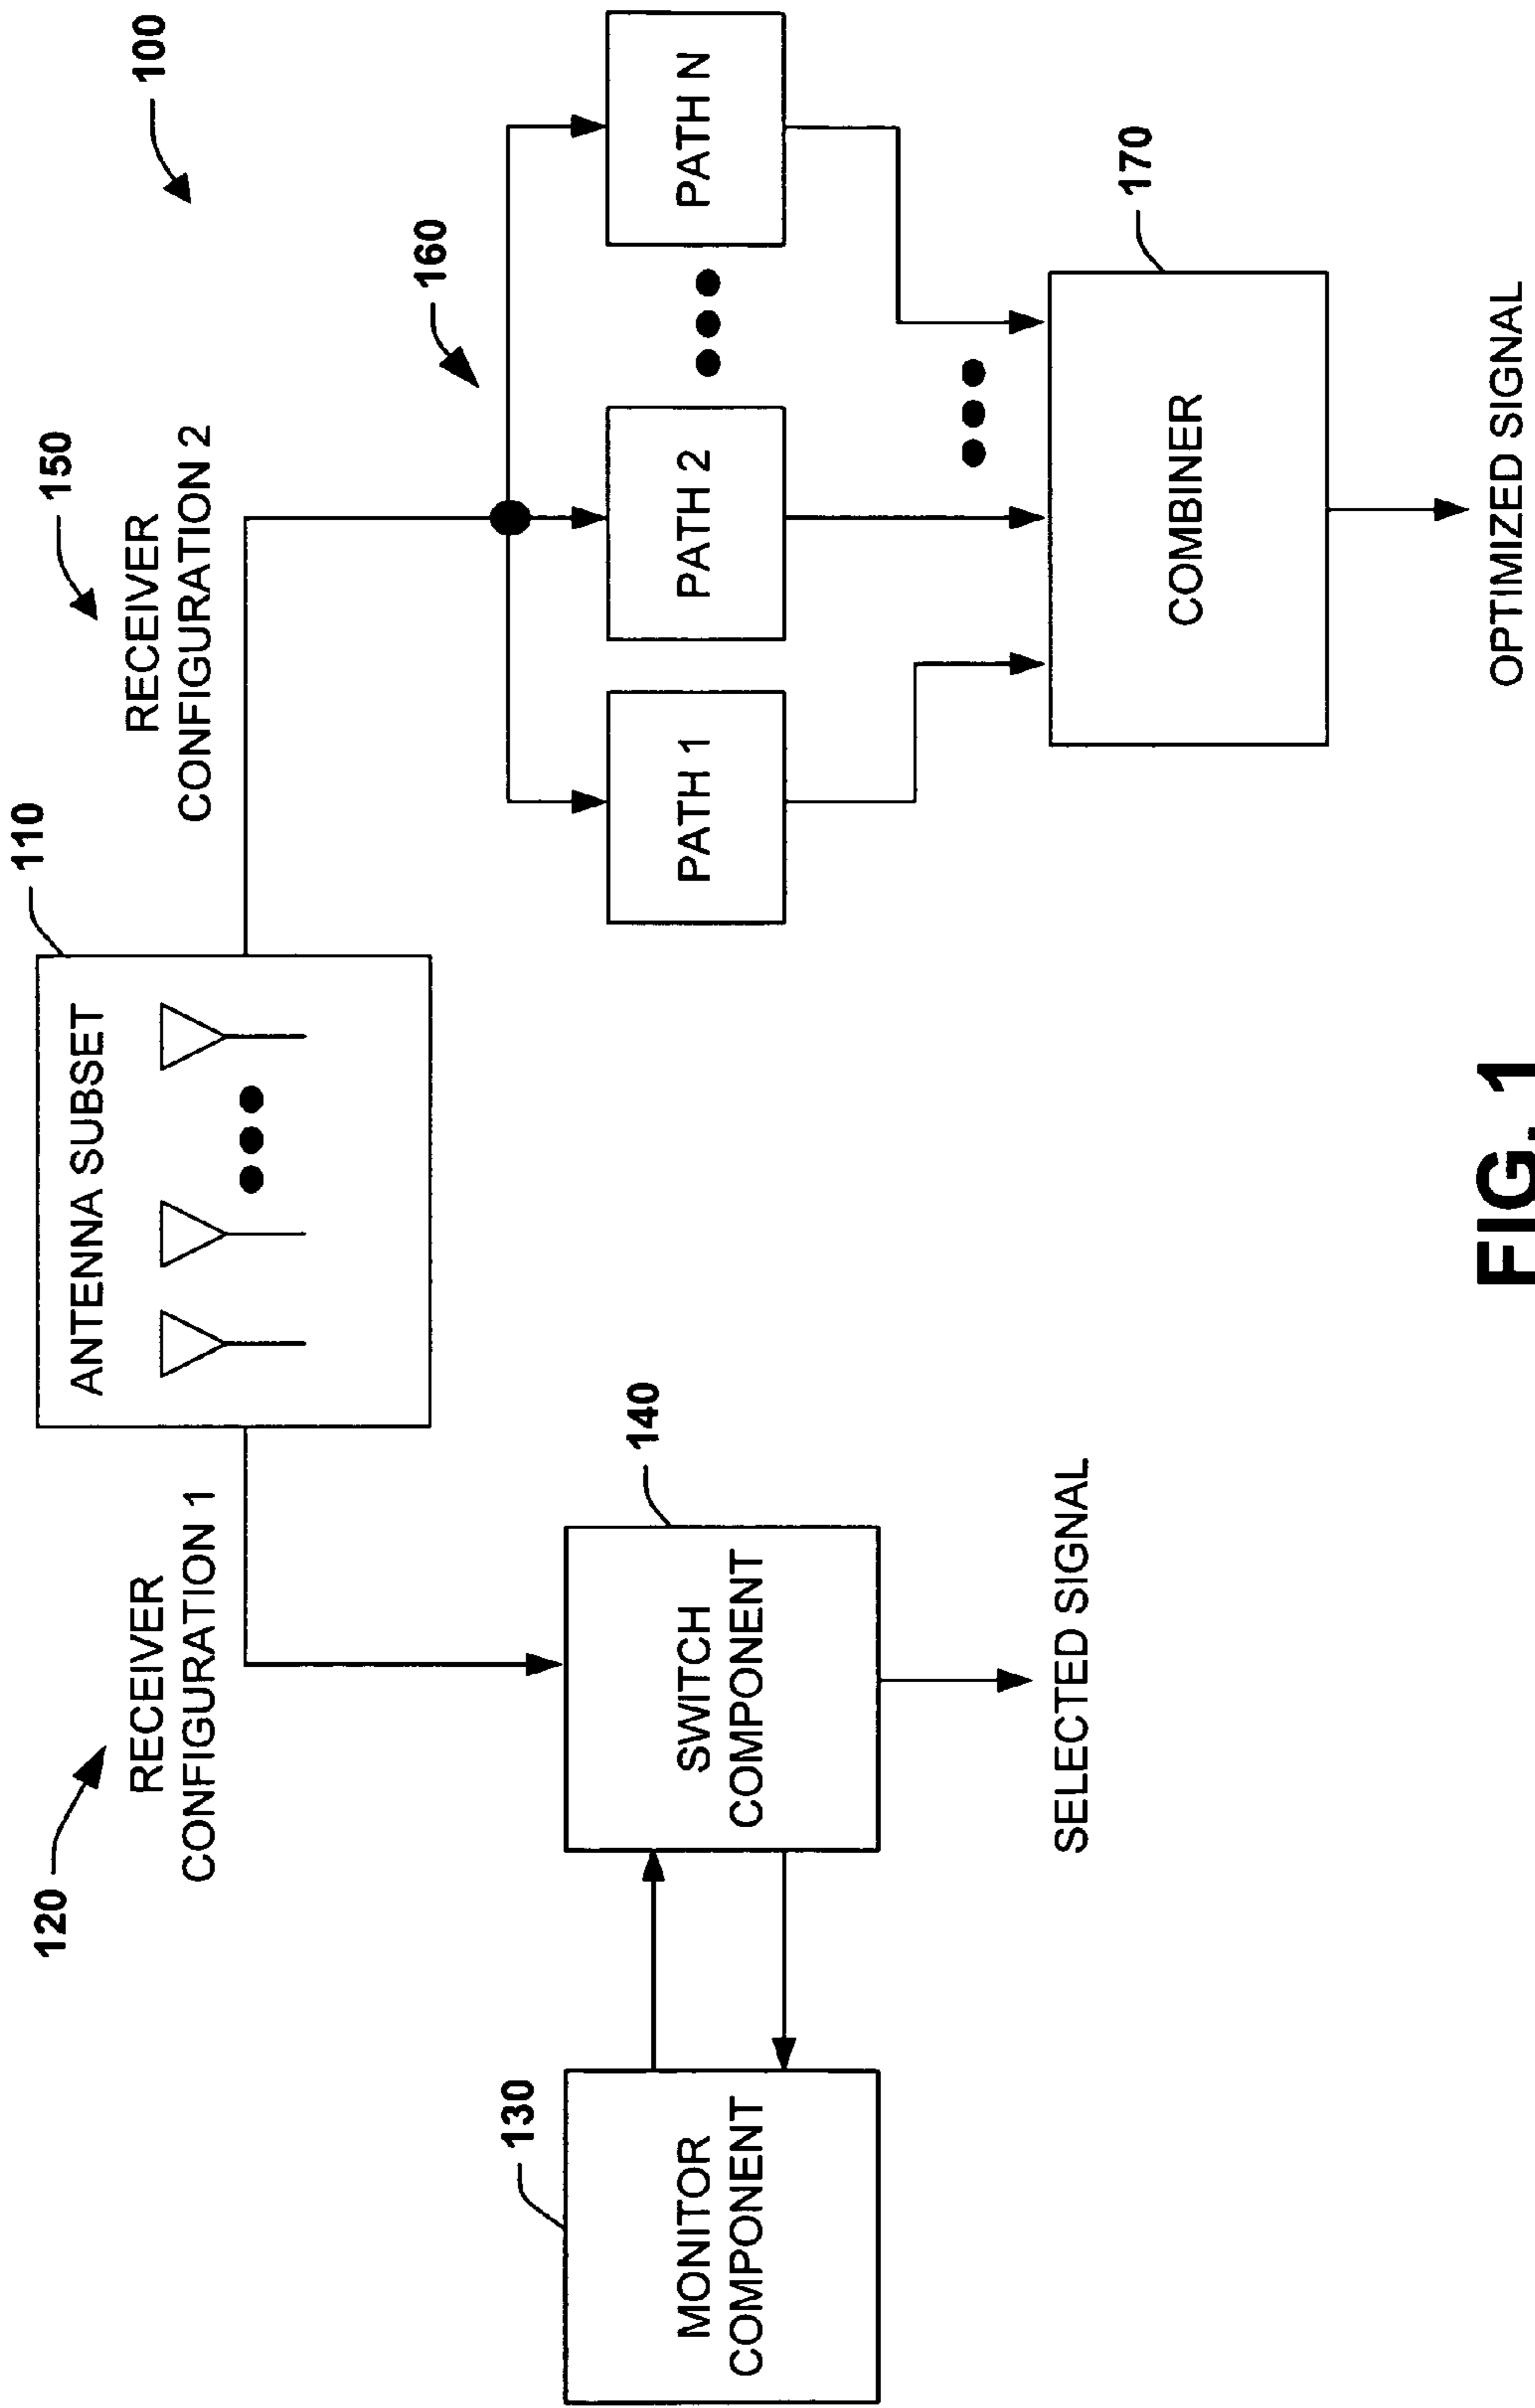 100
110
ANTENNA SUBSET
120
RECEIVER
CONFIGURATION 1
150
RECEIVER
CONFIGURATION 2
160
130
MONITOR
COMPONENT
140
SWITCH
COMPONENT
PATH 1
PATH 2
PATH N
170
COMBINER
SELECTED SIGNAL
OPTIMIZED SIGNAL
FIG. 1